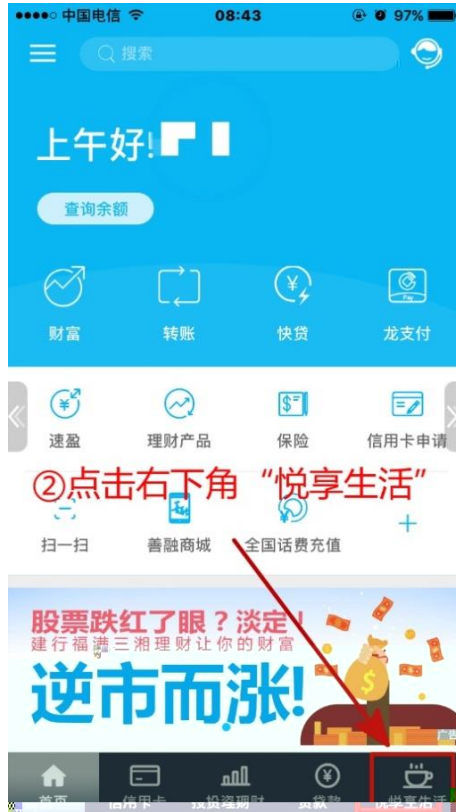 中国电信 08:43 97%
搜索
上午好!
查询余额
财富 转账 快贷 龙支付
Pay
速盈 理财产品 保险 信用卡申请
②点击右下角“悦享生活”
扫一扫 善融商城 全国话费充值
股票跌红了眼？淡定！
建行福满三湘理财让你的财富
逆市而涨!
广告
首页 信用卡 投资理财 贷款 悦享生活